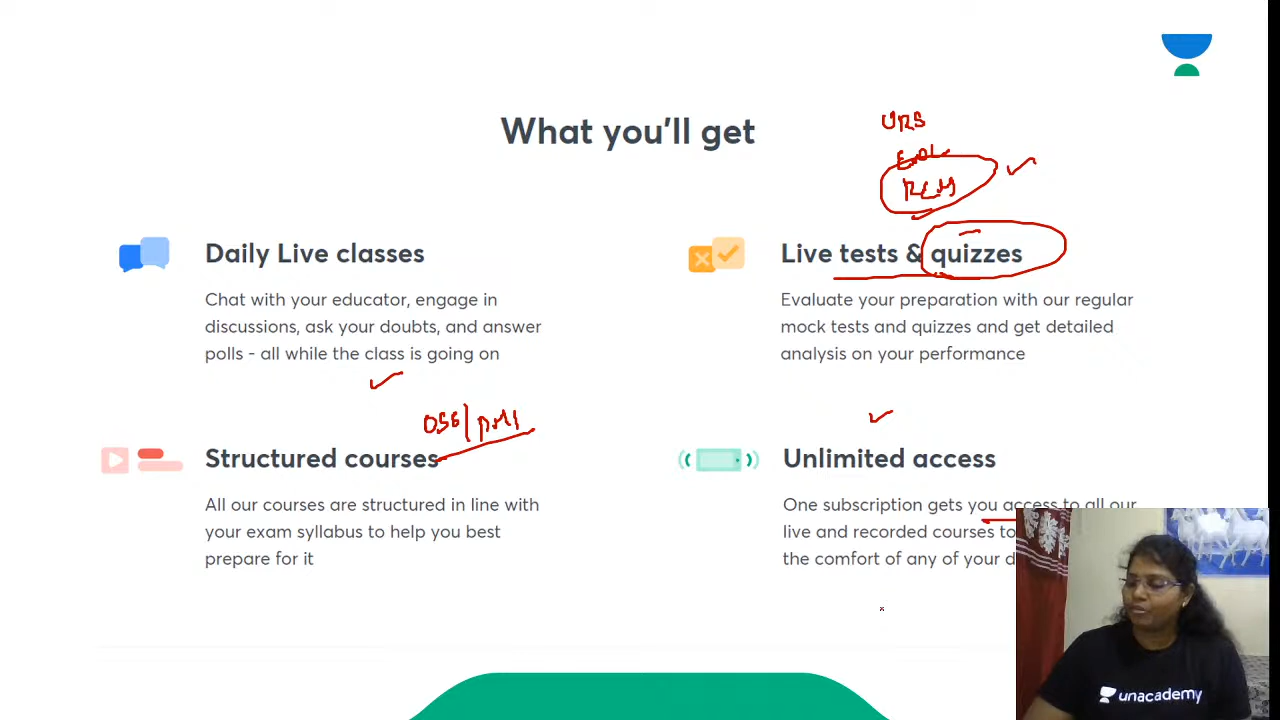 What you'll get
URS
RCM
Daily Live classes
Chat with your educator, engage in
discussions, ask your doubts, and answer
polls - all while the class is going on
Live tests & quizzes
Evaluate your preparation with our regular
mock tests and quizzes and get detailed
analysis on your performance
Structured courses
All our courses are structured in line with
your exam syllabus to help you best
prepare for it
Unlimited access
One subscription gets you access to all our
live and recorded courses to
the comfort of any of your
unacademy